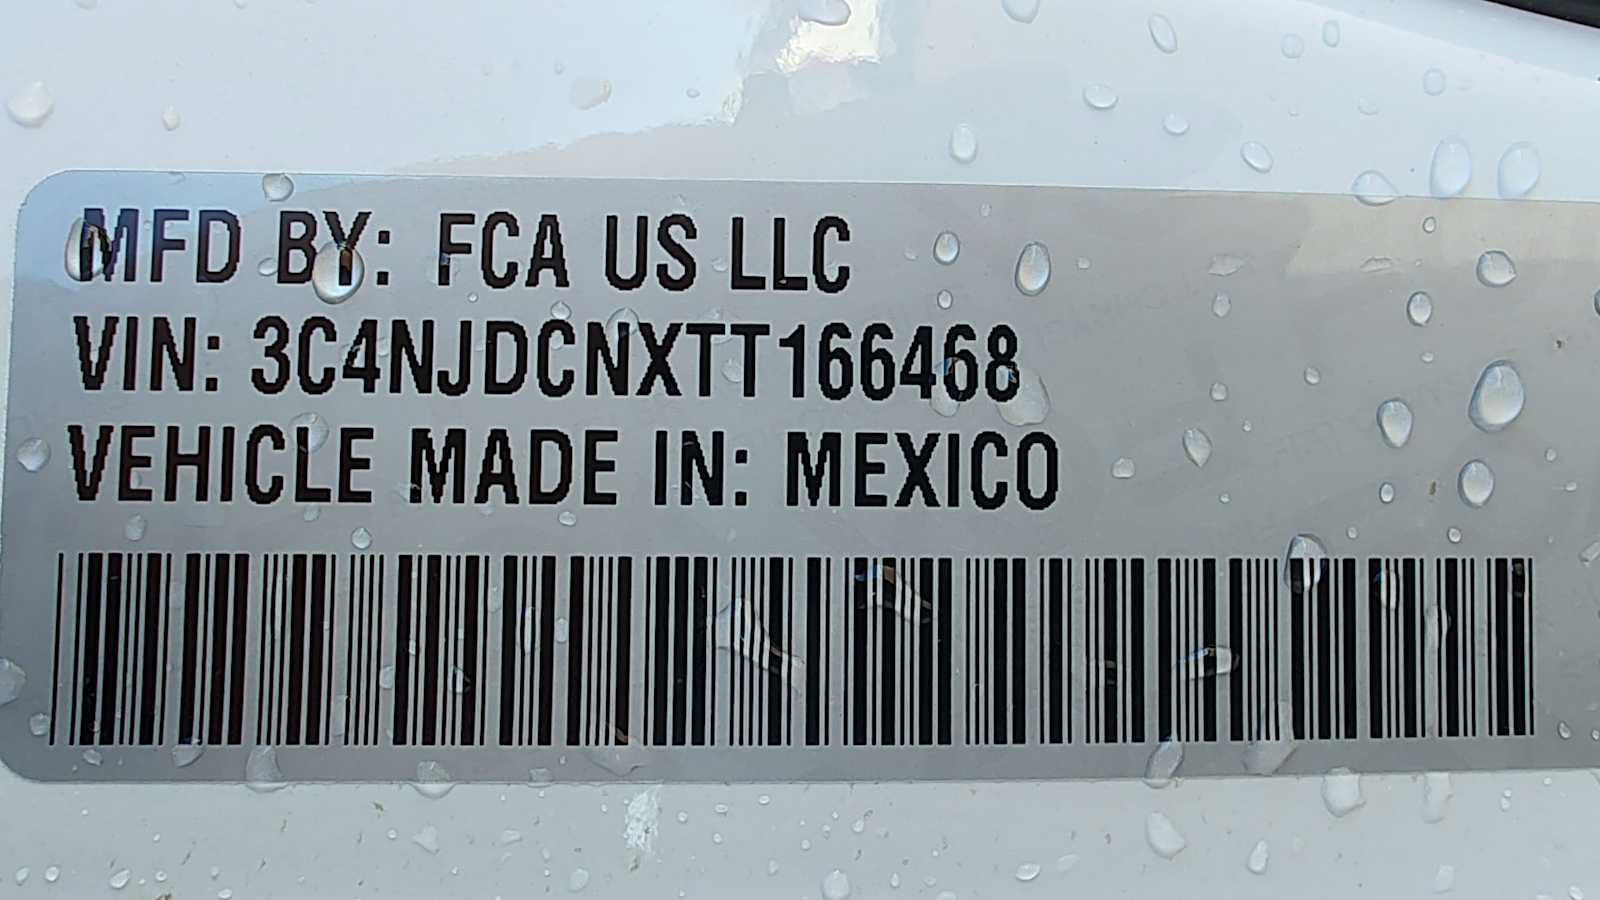 MFD BY: FCA US LLC
VIN: 3C4NJDCNXTT166468
VEHICLE MADE IN: MEXICO